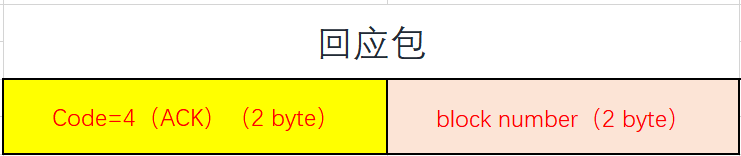 回应包
Code=4（ACK）（2 byte） block number（2 byte）